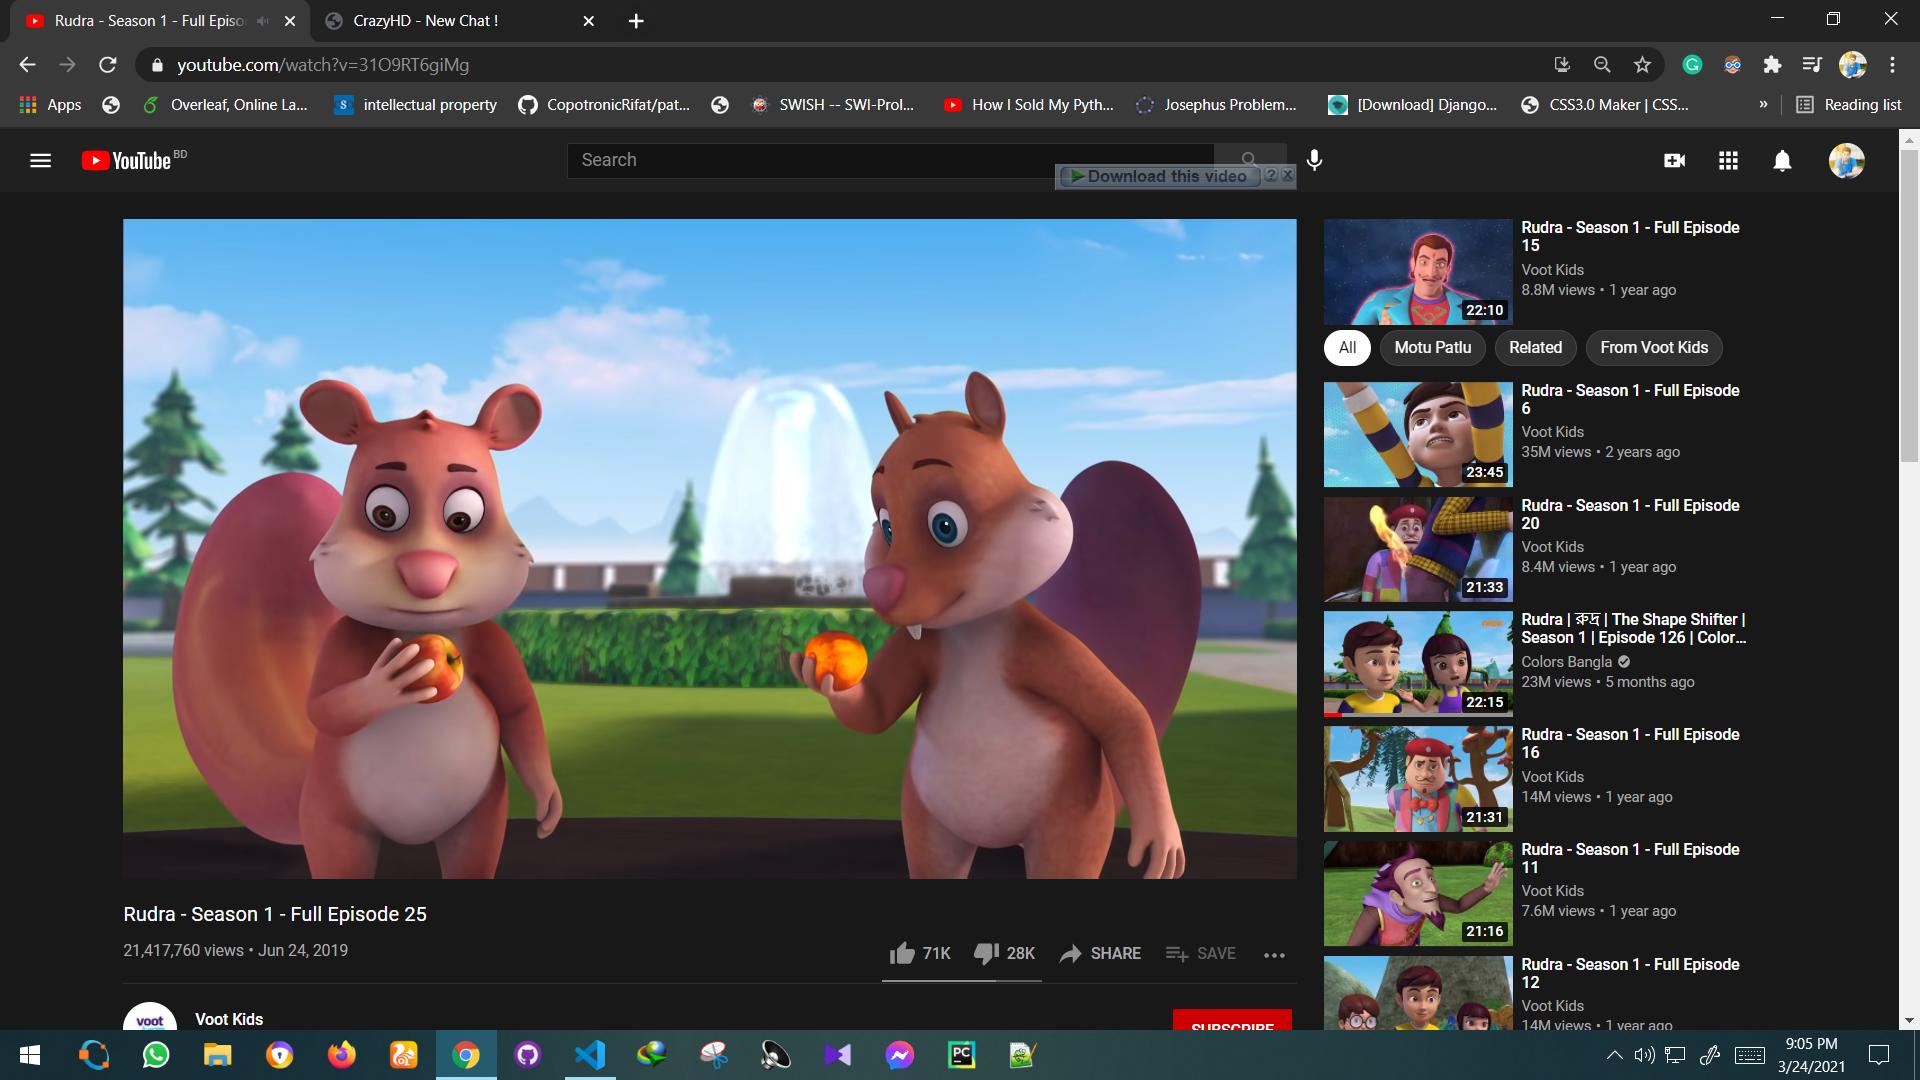 Rudra - Season 1 - Full Episo
CrazyHD - New Chat !
youtube.com/watch?v=31O9RT6giMg
Apps
Overleaf, Online La...
intellectual property
CopotronicRifat/pat...
SWISH -- SWI-Prol...
How I Sold My Pyth...
Josephus Problem...
[Download] Django...
CSS3.0 Maker | CSS...
»
Reading list
YouTube BD
Search
Download this video ? X
Rudra - Season 1 - Full Episode
15
Voot Kids
8.8M views • 1 year ago
22:10
All
Motu Patlu
Related
From Voot Kids
Rudra - Season 1 - Full Episode
6
Voot Kids
35M views • 2 years ago
23:45
Rudra - Season 1 - Full Episode
20
Voot Kids
8.4M views • 1 year ago
21:33
Rudra | রুদ্র | The Shape Shifter |
Season 1 | Episode 126 | Color...
Colors Bangla
23M views • 5 months ago
22:15
Rudra - Season 1 - Full Episode
16
Voot Kids
14M views • 1 year ago
21:31
Rudra - Season 1 - Full Episode
11
Voot Kids
7.6M views • 1 year ago
21:16
Rudra - Season 1 - Full Episode
12
Voot Kids
14M views • 1 year ago
Rudra - Season 1 - Full Episode 25
21,417,760 views • Jun 24, 2019
71K
28K
SHARE
SAVE
voot
Voot Kids
SUBSCRIBE
PC
9:05 PM
3/24/2021